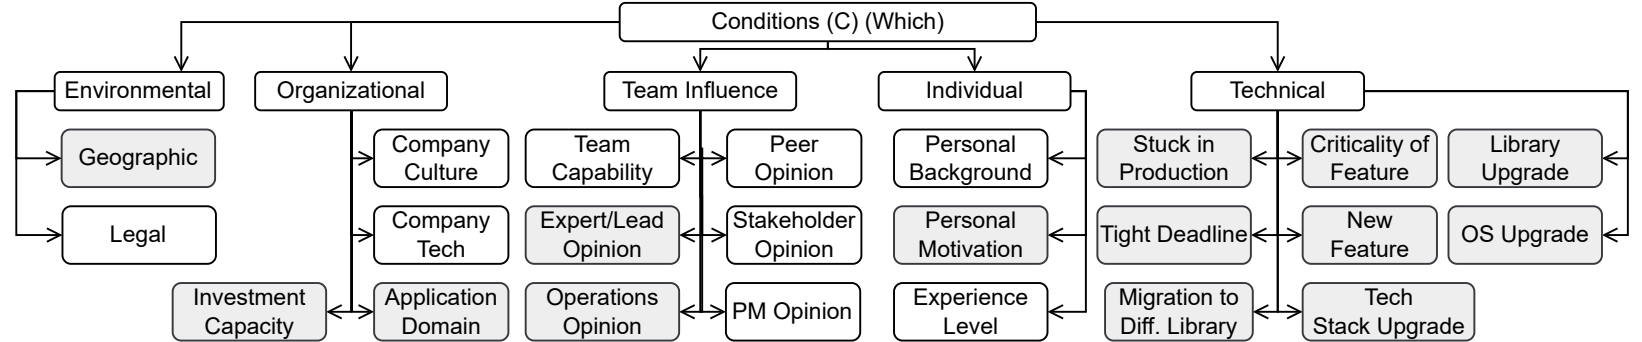 Conditions (C) (Which)
Environmental
Organizational
Team Influence
Individual
Technical
Geographic
Company
Culture
Team
Capability
Peer
Opinion
Personal
Background
Stuck in
Production
Criticality of
Feature
Library
Upgrade
Legal
Company
Tech
Expert/Lead
Opinion
Stakeholder
Opinion
Personal
Motivation
Tight Deadline
New
Feature
OS Upgrade
Investment
Capacity
Application
Domain
Operations
Opinion
PM Opinion
Experience
Level
Migration to
Diff. Library
Tech
Stack Upgrade